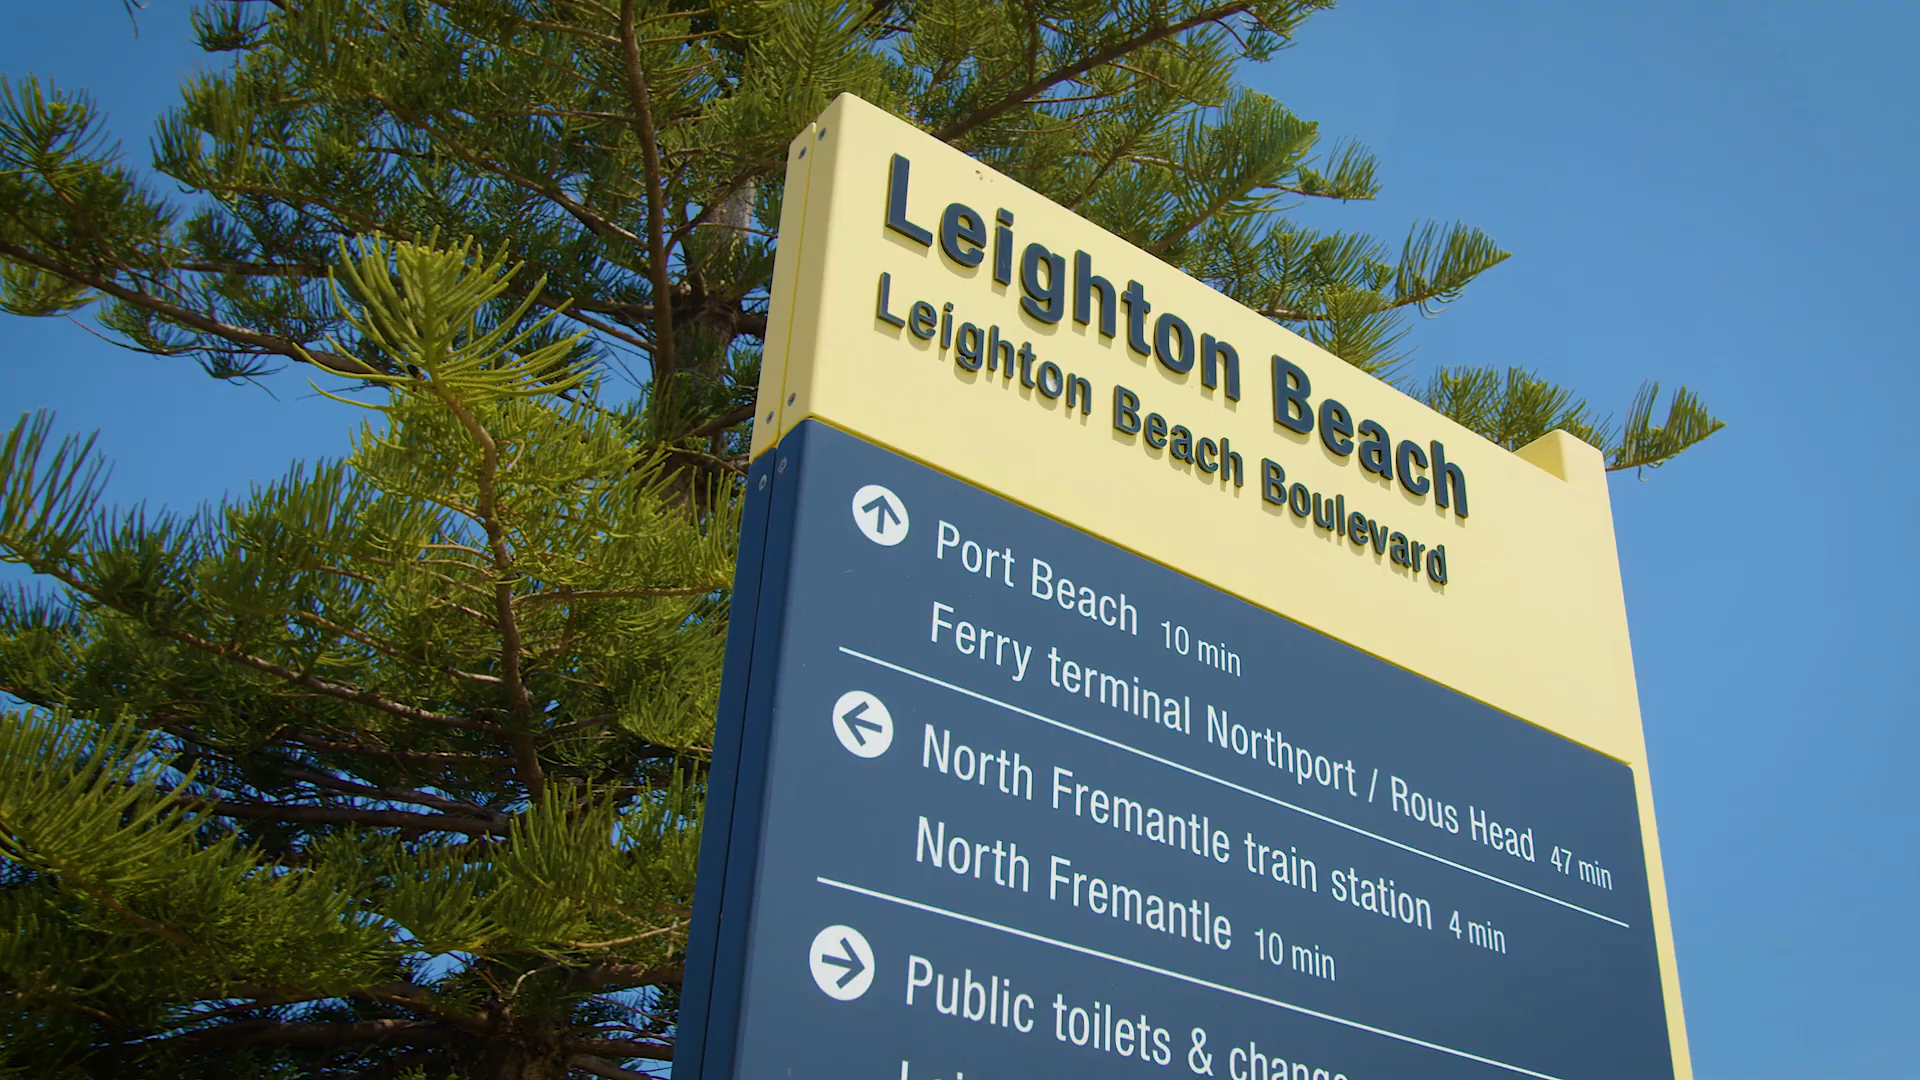 Leighton Beach
Leighton Beach Boulevard
Port Beach 10 min
Ferry terminal Northport / Rous Head 47 min
North Fremantle train station 4 min
North Fremantle 10 min
Public toilets &